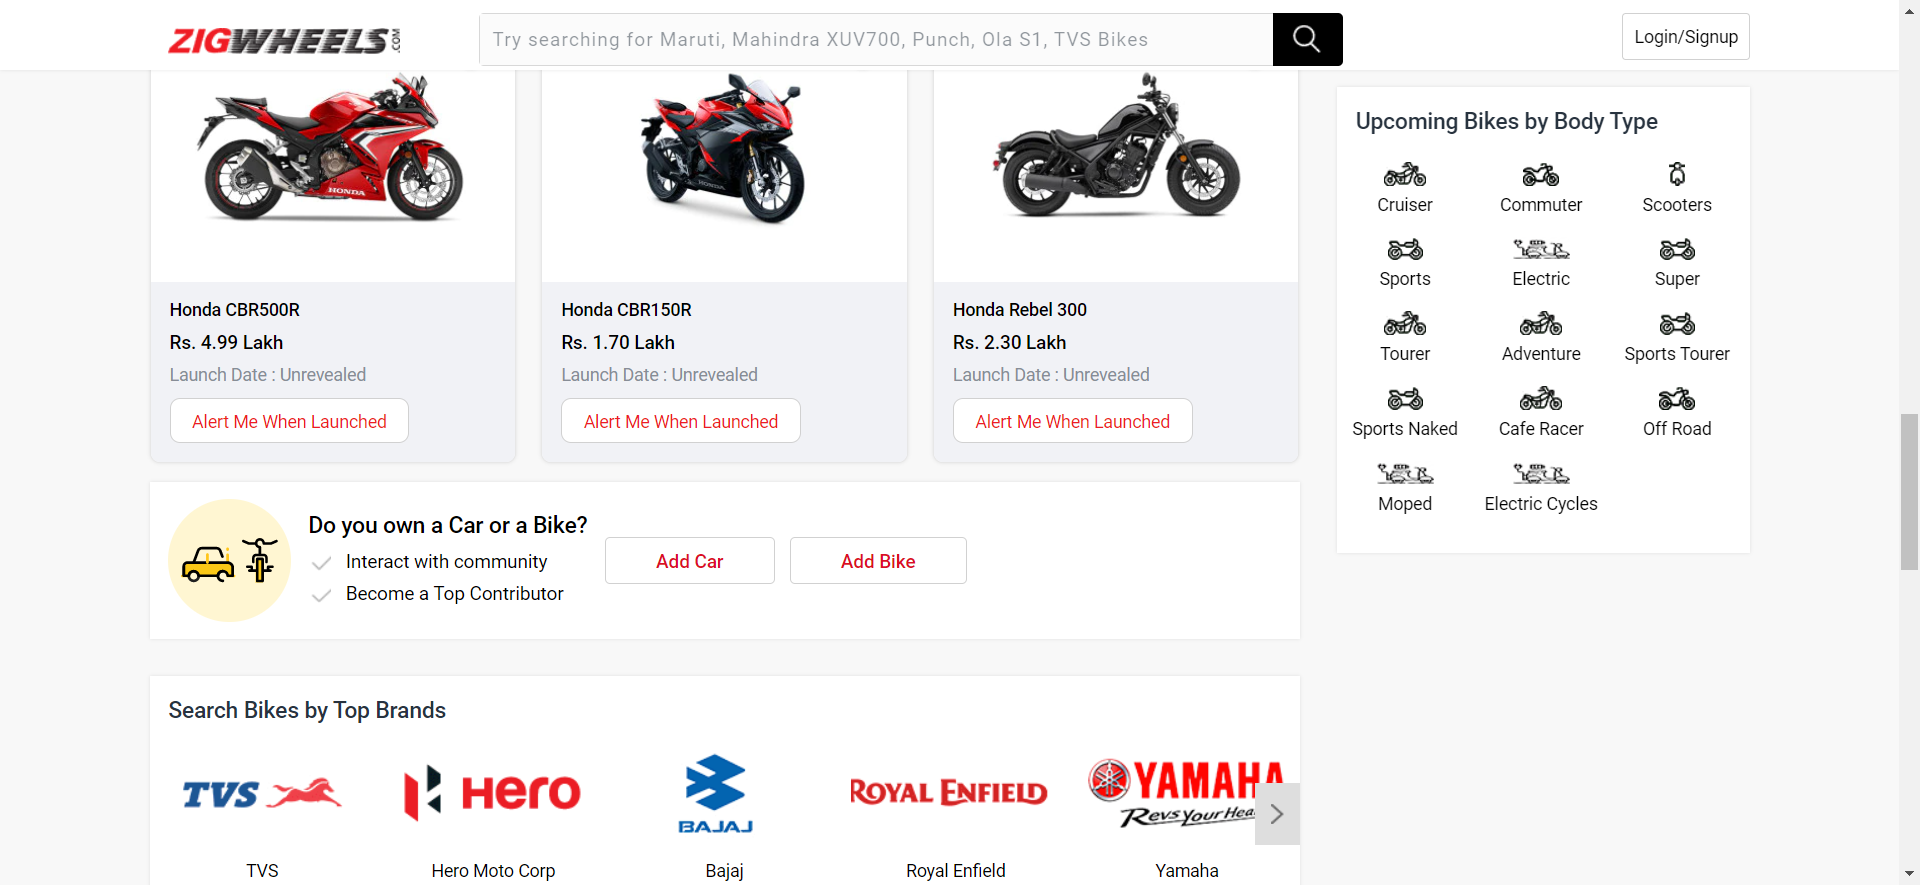 ZIGWHEELS.COM
Try searching for Maruti, Mahindra XUV700, Punch, Ola S1, TVS Bikes
Login/Signup
HONDA
HONDA
Honda CBR500R
Rs. 4.99 Lakh
Launch Date : Unrevealed
Alert Me When Launched
Honda CBR150R
Rs. 1.70 Lakh
Launch Date : Unrevealed
Alert Me When Launched
Honda Rebel 300
Rs. 2.30 Lakh
Launch Date : Unrevealed
Alert Me When Launched
Upcoming Bikes by Body Type
Cruiser
Commuter
Scooters
Sports
Electric
Super
Tourer
Adventure
Sports Tourer
Sports Naked
Cafe Racer
Off Road
Moped
Electric Cycles
Do you own a Car or a Bike?
Interact with community
Become a Top Contributor
Add Car
Add Bike
Search Bikes by Top Brands
TVS
Hero
BAJAJ
ROYAL ENFIELD
YAMAHA
Revs Your Hea
TVS
Hero Moto Corp
Bajaj
Royal Enfield
Yamaha